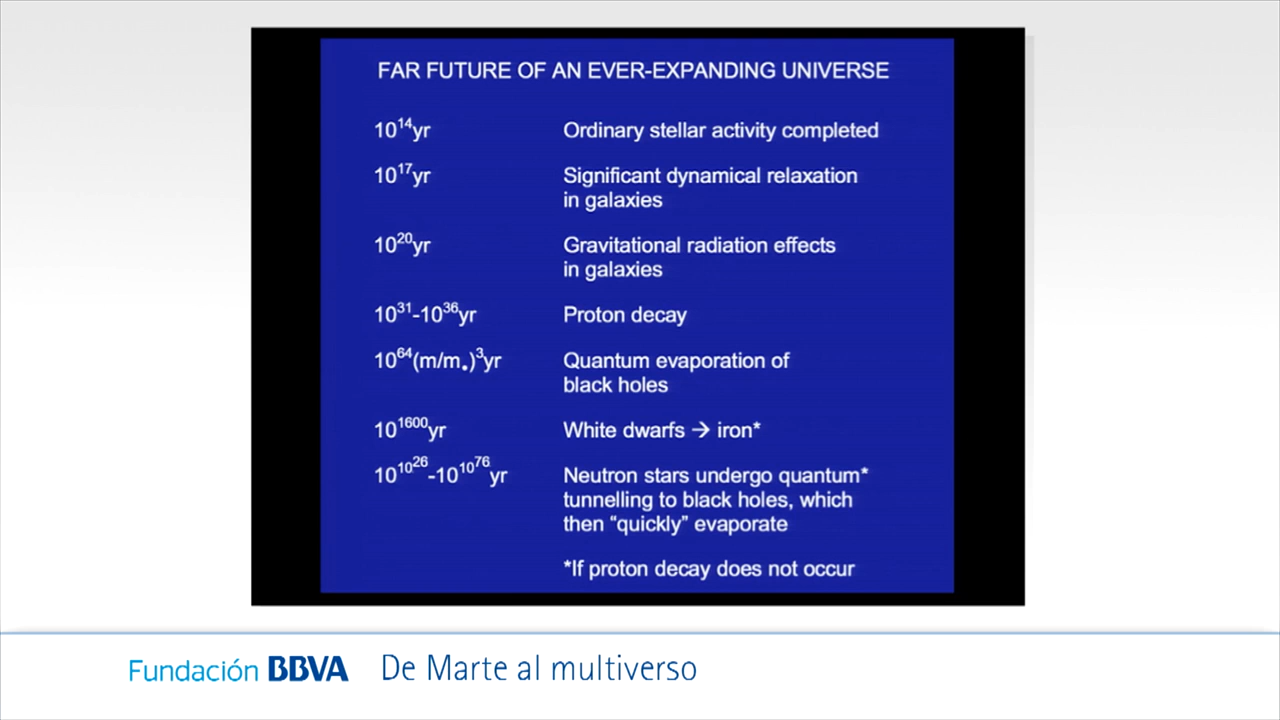 FAR FUTURE OF AN EVER-EXPANDING UNIVERSE
10¹⁴yr Ordinary stellar activity completed
10¹⁷yr Significant dynamical relaxation
in galaxies
10²⁰yr Gravitational radiation effects
in galaxies
10³¹-10³⁶yr Proton decay
10⁶⁴(m/m•)³yr Quantum evaporation of
black holes
10¹⁶⁰⁰yr White dwarfs → iron*
10^10^26-10^10^76yr Neutron stars undergo quantum*
tunnelling to black holes, which
then “quickly” evaporate
*If proton decay does not occur
Fundación BBVA De Marte al multiverso